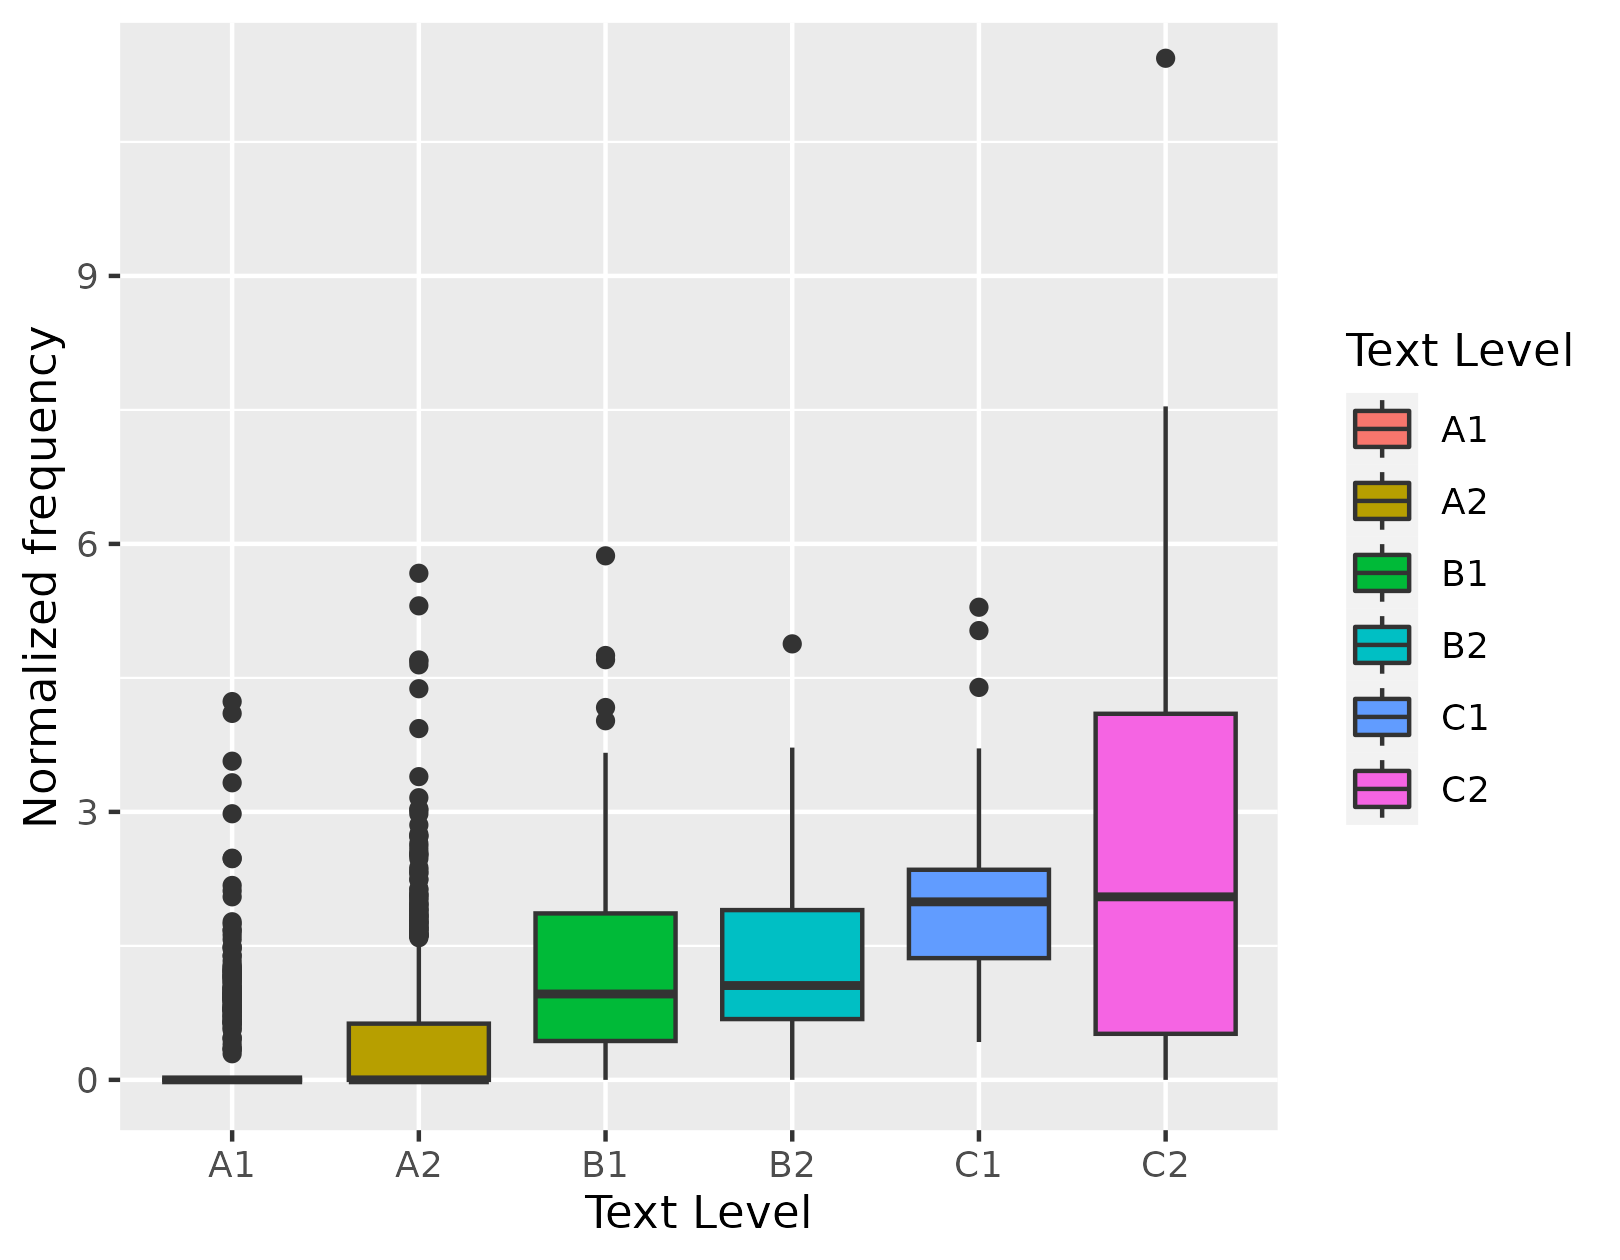 Normalized frequency
9
6
3
0
A1 A2 B1 B2 C1 C2
Text Level
Text Level
A1
A2
B1
B2
C1
C2